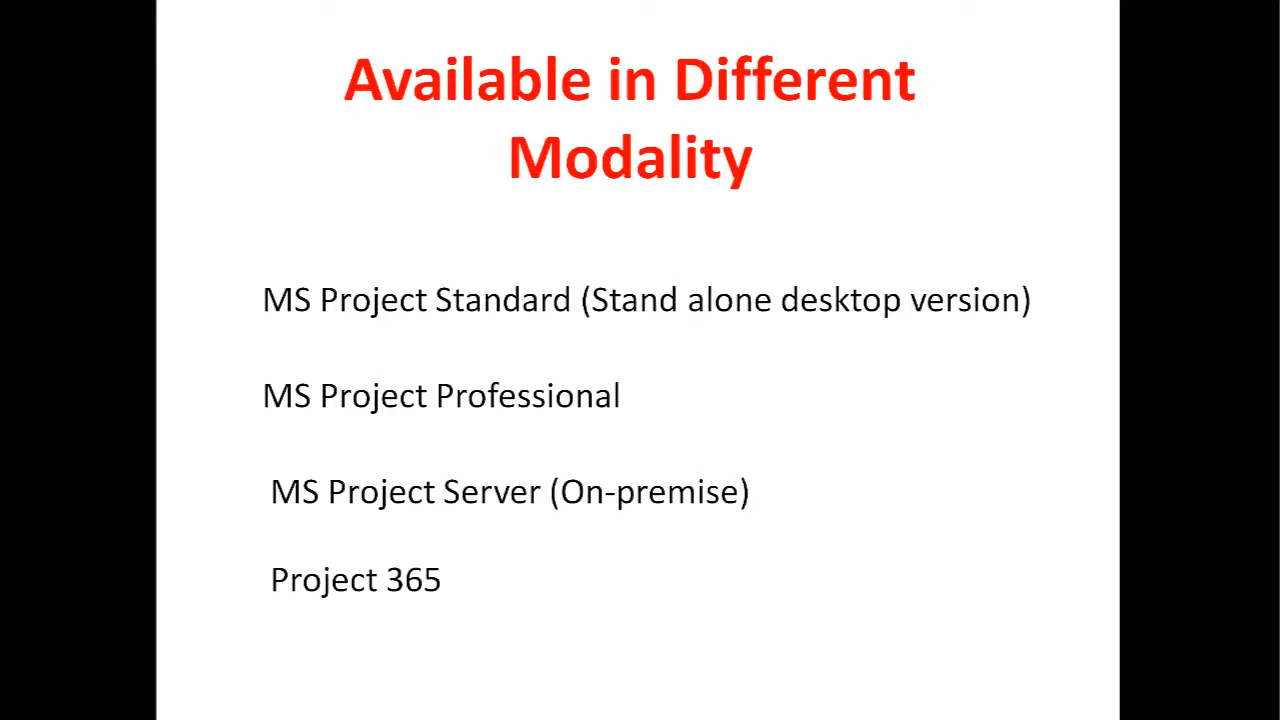 Available in Different
Modality
MS Project Standard (Stand alone desktop version)
MS Project Professional
MS Project Server (On-premise)
Project 365